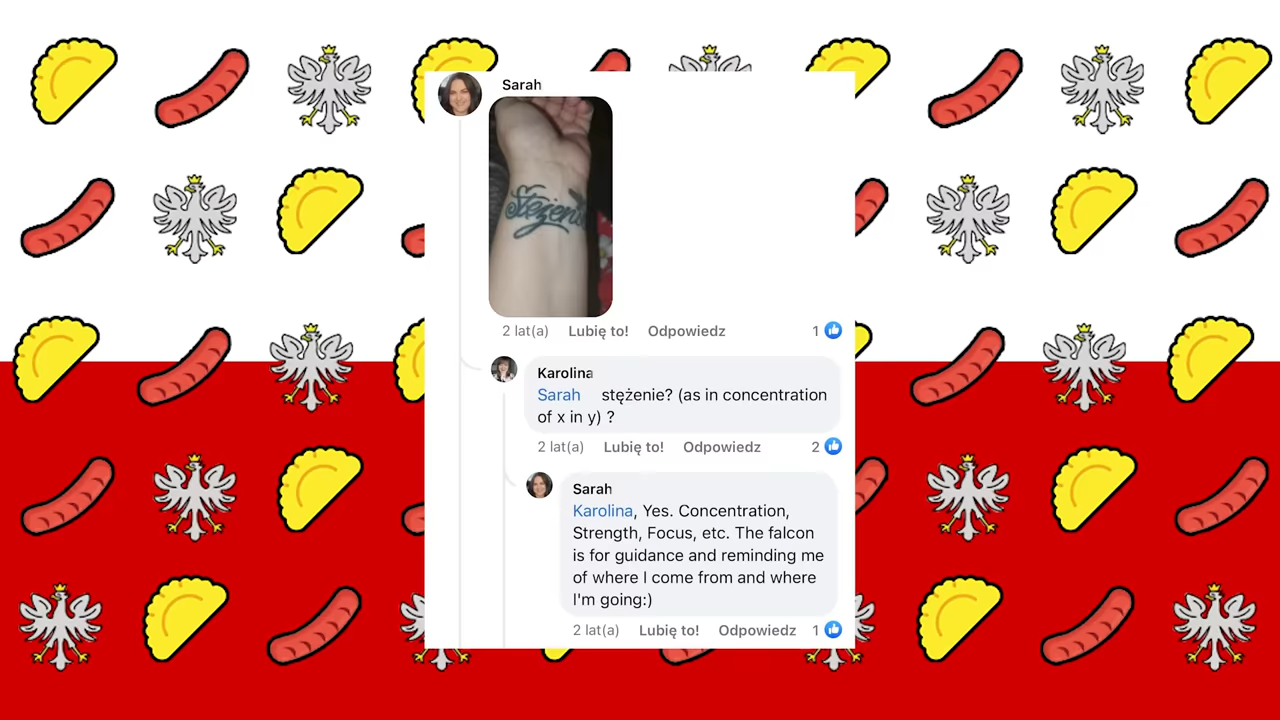 Sarah
Stężeni
2 lat(a) Lubię to! Odpowiedz 1
Karolina
Sarah stężenie? (as in concentration
of x in y) ?
2 lat(a) Lubię to! Odpowiedz 2
Sarah
Karolina, Yes. Concentration,
Strength, Focus, etc. The falcon
is for guidance and reminding me
of where I come from and where
I'm going:)
2 lat(a) Lubię to! Odpowiedz 1